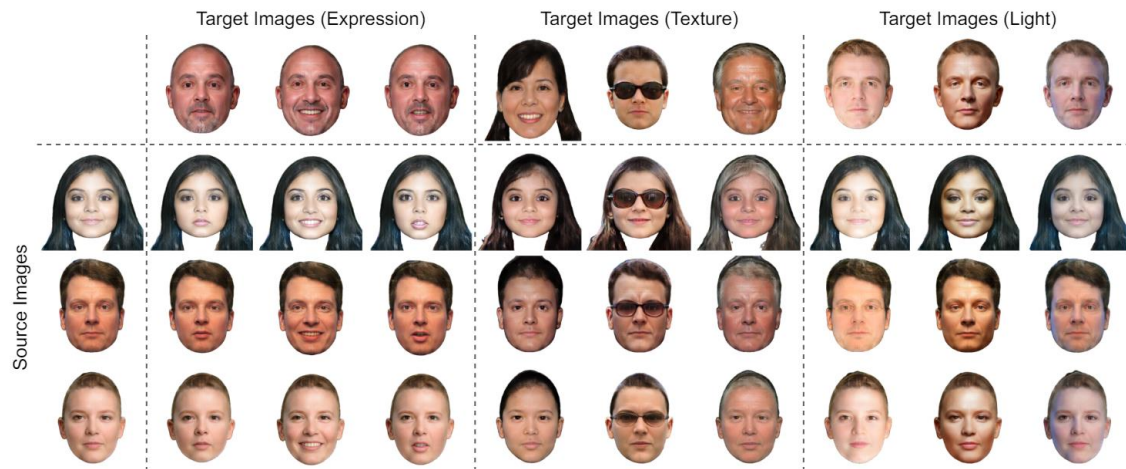 Target Images (Expression)
Target Images (Texture)
Target Images (Light)
Source Images